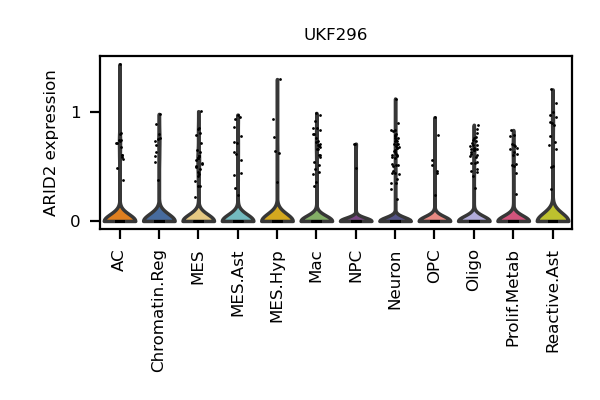 UKF296
ARID2 expression
1
0
AC
Chromatin.Reg
MES
MES.Ast
MES.Hyp
Mac
NPC
Neuron
OPC
Oligo
Prolif.Metab
Reactive.Ast